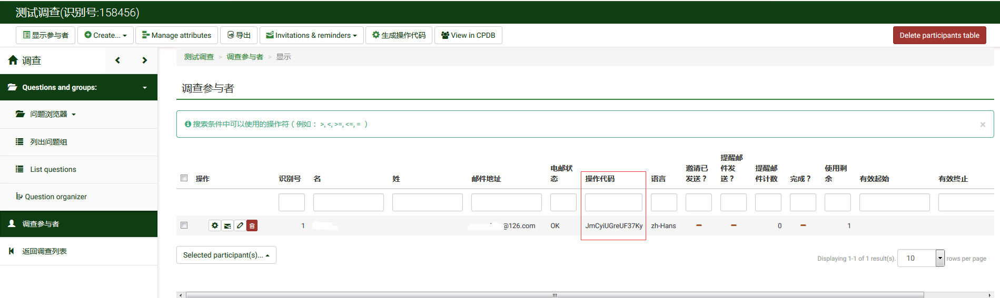 测试调查(识别号:158456)
显示参与者 Create... Manage attributes 导出 Invitations & reminders 生成操作代码 View in CPDB Delete participants table
调查
测试调查 > 调查参与者 > 显示
Questions and groups:
调查参与者
问题浏览器
搜索条件中可以使用的操作符 ( 例如： >, <, >=, <=, = )
×
列出问题组
List questions
Question organizer
操作 识别号 名 姓 邮件地址 电邮状态 操作代码 语言 邀请已发送？ 提醒邮件发送？ 提醒邮件计数 完成？ 使用剩余 有效起始 有效终止
调查参与者
1 @126.com OK JmCyiUGreUF37Ky zh-Hans 0 1
返回调查列表
Selected participant(s)...
Displaying 1-1 of 1 result(s). 10 rows per page